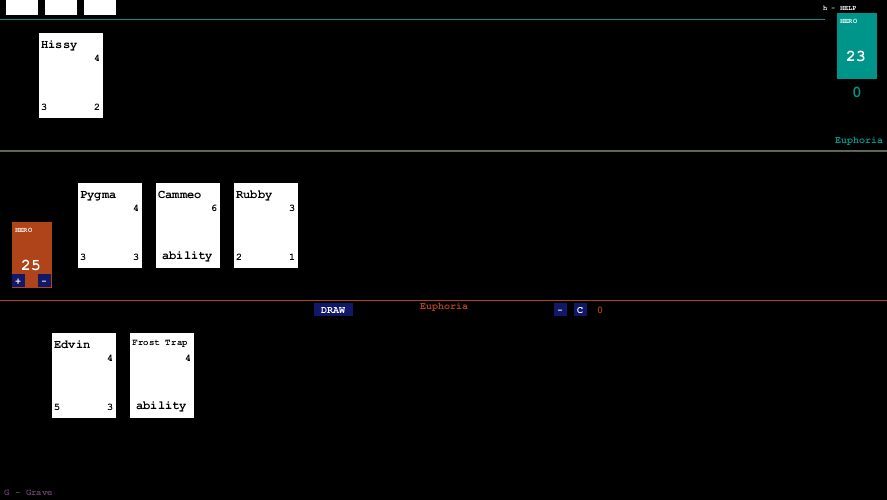 h - HELP
HERO
23
0
Euphoria
Hissy
4
3 2
Pygma
4
3 3
Cammeo
6
ability
Rubby
3
2 1
HERO
25
+ -
DRAW
Euphoria
- C 0
Edvin
4
5 3
Frost Trap
4
ability
G - Grave